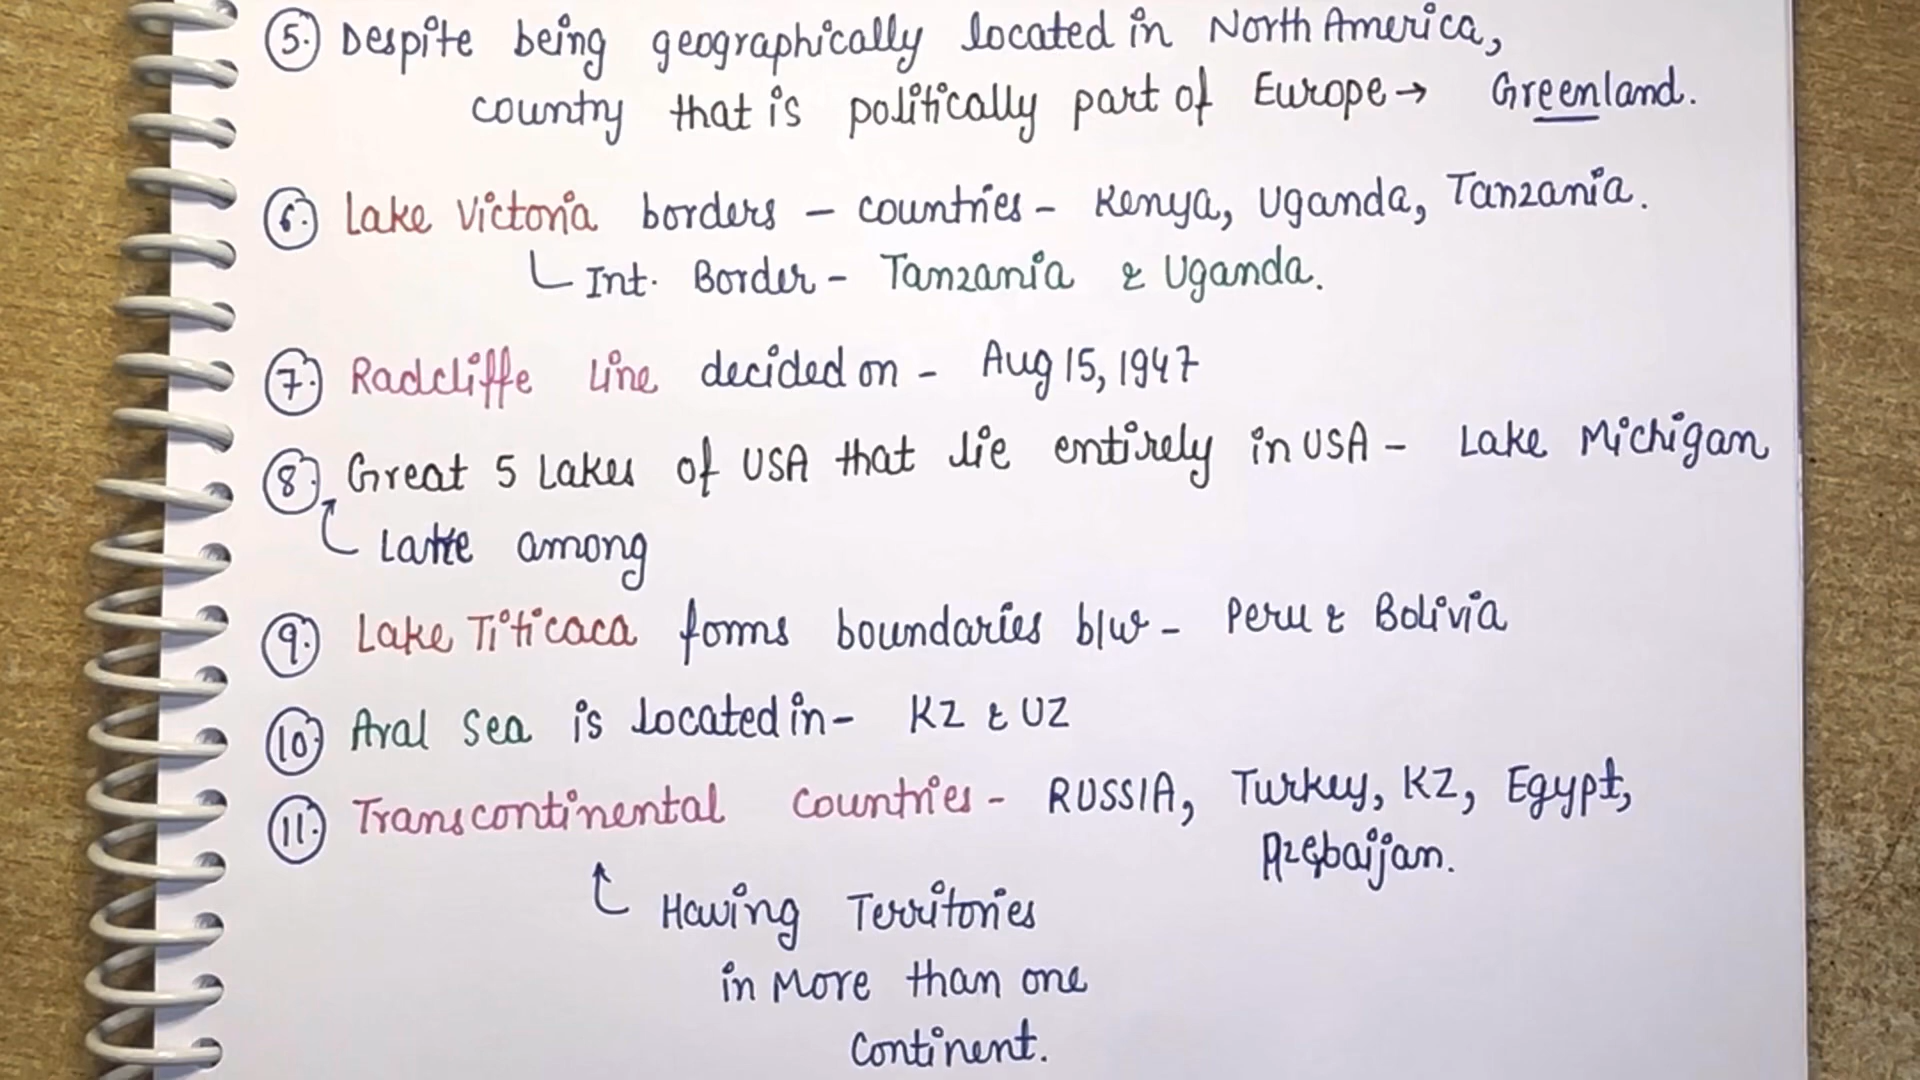 5. Despite being geographically located in North America,
country that is politically part of Europe → Greenland.
6. Lake Victoria borders - countries - Kenya, Uganda, Tanzania.
Int. Border - Tanzania & Uganda.
7. Radcliffe Line decided on - Aug 15, 1947
8. Great 5 Lakes of USA that lie entirely in USA - Lake Michigan
Lake among
9. Lake Titicaca forms boundaries b/w - Peru & Bolivia
10. Aral Sea is located in - KZ & UZ
11. Transcontinental Countries - RUSSIA, Turkey, KZ, Egypt,
Azebaijan.
Having Territories
in More than one
continent.